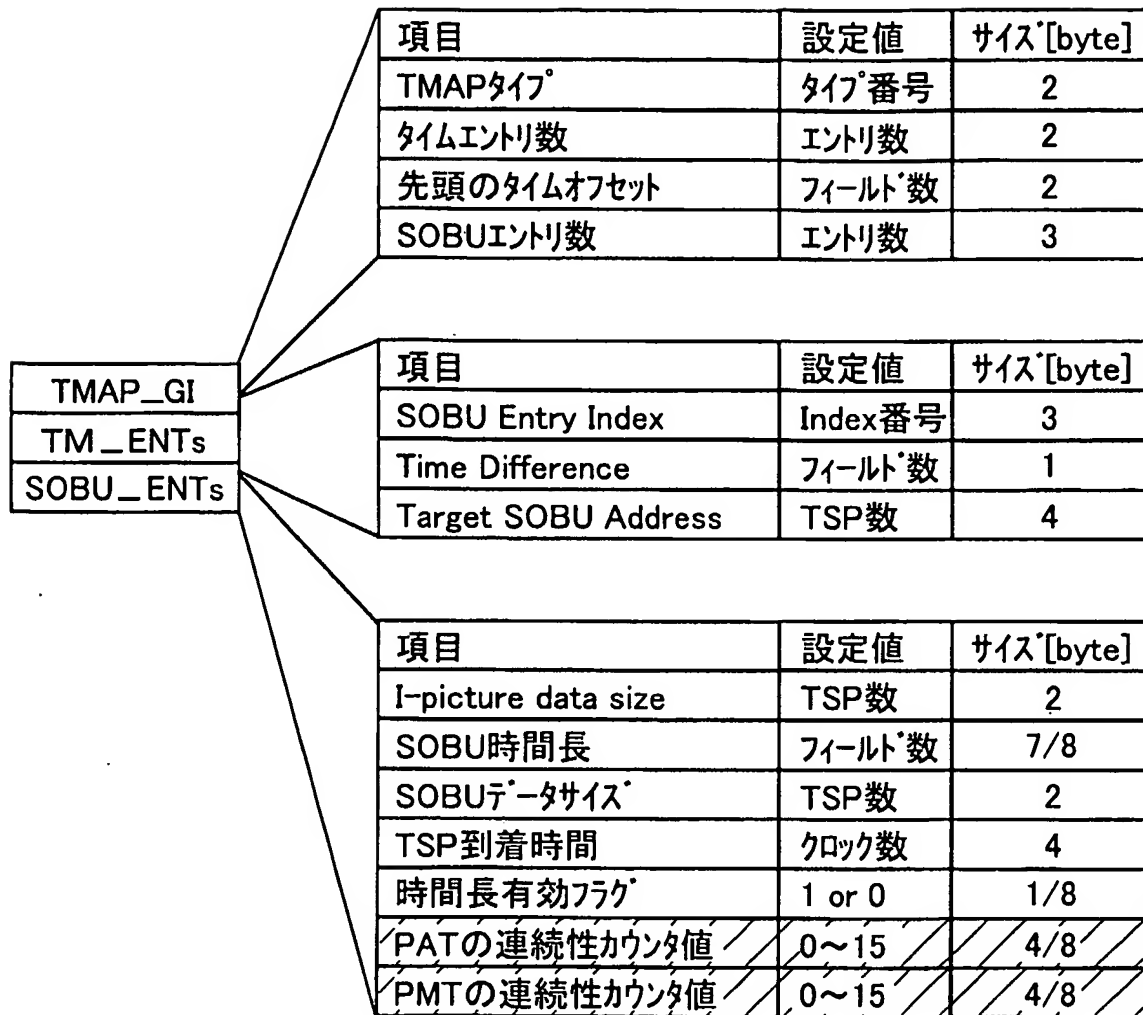 項目 設定値 サイズ[byte]
TMAPタイプ タイプ番号 2
タイムエントリ数 エントリ数 2
先頭のタイムオフセット フィールド数 2
SOBUエントリ数 エントリ数 3
TMAP_GI
TM_ENTs
SOBU_ENTs
項目 設定値 サイズ[byte]
SOBU Entry Index Index番号 3
Time Difference フィールド数 1
Target SOBU Address TSP数 4
項目 設定値 サイズ[byte]
I-picture data size TSP数 2
SOBU時間長 フィールド数 7/8
SOBUデータサイズ TSP数 2
TSP到着時間 クロック数 4
時間長有効フラグ 1 or 0 1/8
PATの連続性カウンタ値 0～15 4/8
PMTの連続性カウンタ値 0～15 4/8